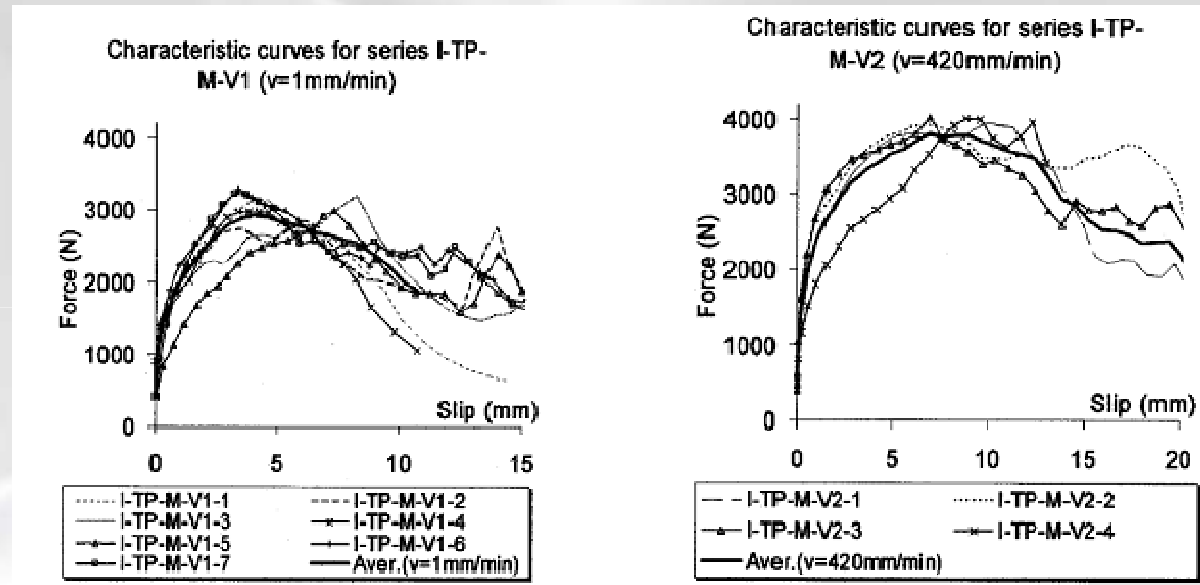 Characteristic curves for series I-TP-
M-V1 (v=1mm/min)
Force (N)
4000
3000
2000
1000
0
Slip (mm)
0 5 10 15
I-TP-M-V1-1 I-TP-M-V1-2
I-TP-M-V1-3 I-TP-M-V1-4
I-TP-M-V1-5 I-TP-M-V1-6
I-TP-M-V1-7 Aver.(v=1mm/min)
Characteristic curves for series I-TP-
M-V2 (v=420mm/min)
Force (N)
4000
3000
2000
1000
0
Slip (mm)
0 5 10 15 20
I-TP-M-V2-1 I-TP-M-V2-2
I-TP-M-V2-3 I-TP-M-V2-4
Aver.(v=420mm/min)